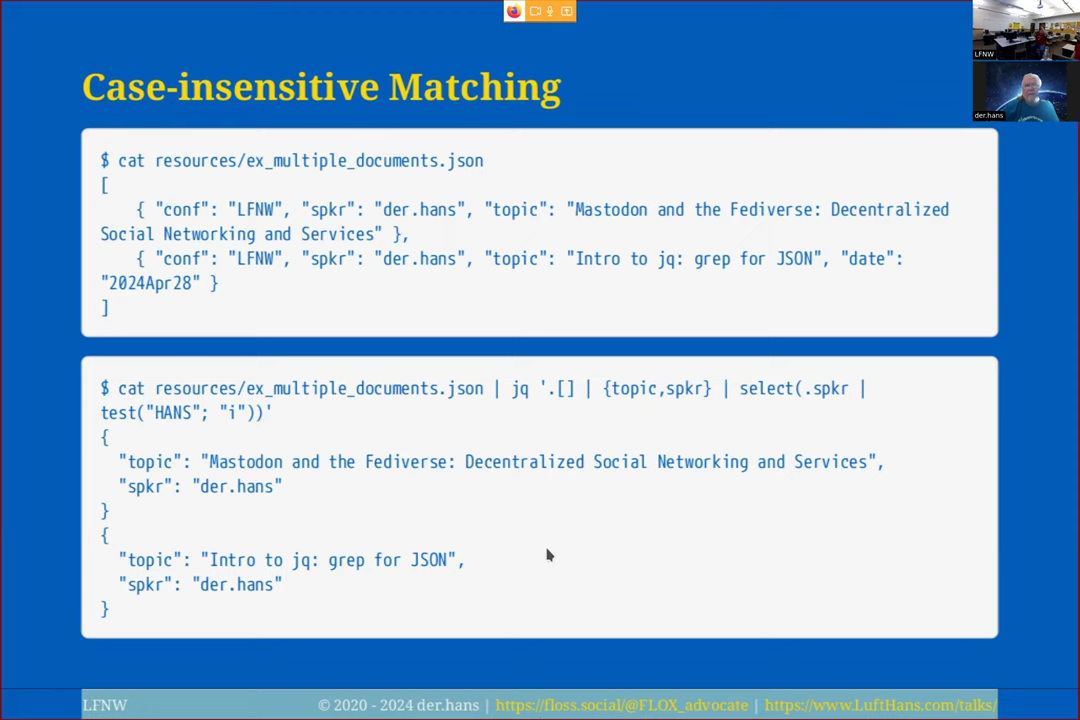 LFNW
der.hans
Case-insensitive Matching
$ cat resources/ex_multiple_documents.json
[
    { "conf": "LFNW", "spkr": "der.hans", "topic": "Mastodon and the Fediverse: Decentralized
Social Networking and Services" },
    { "conf": "LFNW", "spkr": "der.hans", "topic": "Intro to jq: grep for JSON", "date":
"2024Apr28" }
]
$ cat resources/ex_multiple_documents.json | jq '.[] | {topic,spkr} | select(.spkr |
test("HANS"; "i"))'
{
  "topic": "Mastodon and the Fediverse: Decentralized Social Networking and Services",
  "spkr": "der.hans"
}
{
  "topic": "Intro to jq: grep for JSON",
  "spkr": "der.hans"
}
LFNW
© 2020 - 2024 der.hans | https://floss.social/@FLOX_advocate | https://www.LuftHans.com/talks/